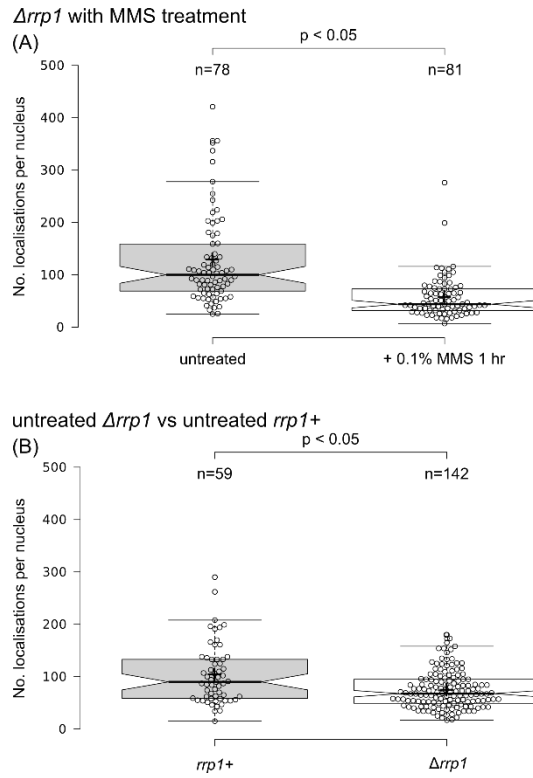 Δrrp1 with MMS treatment
(A)
p < 0.05
n=78
n=81
No. localisations per nucleus
500
400
300
200
100
0
untreated
+ 0.1% MMS 1 hr
untreated Δrrp1 vs untreated rrp1+
(B)
p < 0.05
n=59
n=142
No. localisations per nucleus
500
400
300
200
100
0
rrp1+
Δrrp1